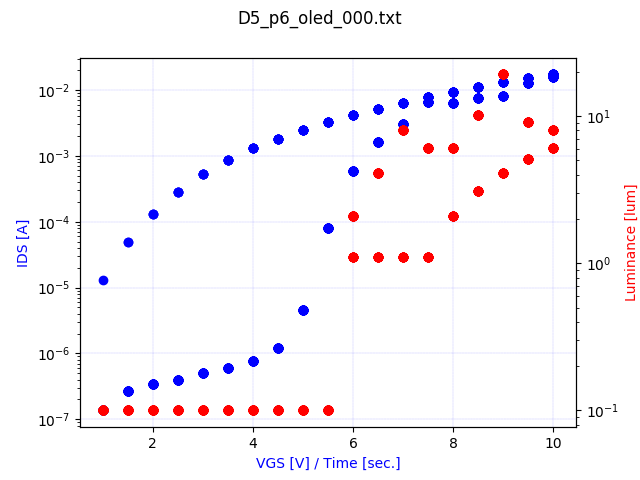 D5_p6_oled_000.txt
10⁻²
10⁻³
10⁻⁴
10⁻⁵
10⁻⁶
10⁻⁷
IDS [A]
10¹
10⁰
10⁻¹
Luminance [lum]
2 4 6 8 10
VGS [V] / Time [sec.]